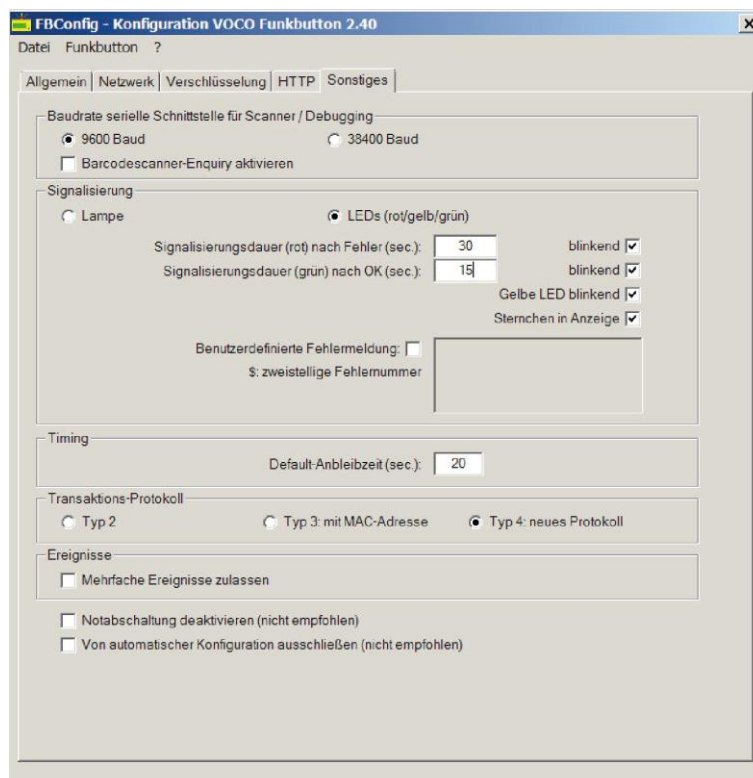 FBConfig - Konfiguration VOCO Funkbutton 2.40
Datei Funkbutton ?
Allgemein Netzwerk Verschlüsselung HTTP Sonstiges
Baudrate serielle Schnittstelle für Scanner / Debugging
9600 Baud 38400 Baud
Barcodescanner-Enquiry aktivieren
Signalisierung
Lampe LEDs (rot/gelb/grün)
Signalisierungsdauer (rot) nach Fehler (sec.): 30 blinkend
Signalisierungsdauer (grün) nach OK (sec.): 15 blinkend
Gelbe LED blinkend
Sternchen in Anzeige
Benutzerdefinierte Fehlermeldung:
$: zweistellige Fehlernummer
Timing
Default-Anbleibzeit (sec.): 20
Transaktions-Protokoll
Typ 2 Typ 3: mit MAC-Adresse Typ 4: neues Protokoll
Ereignisse
Mehrfache Ereignisse zulassen
Notabschaltung deaktivieren (nicht empfohlen)
Von automatischer Konfiguration ausschließen (nicht empfohlen)